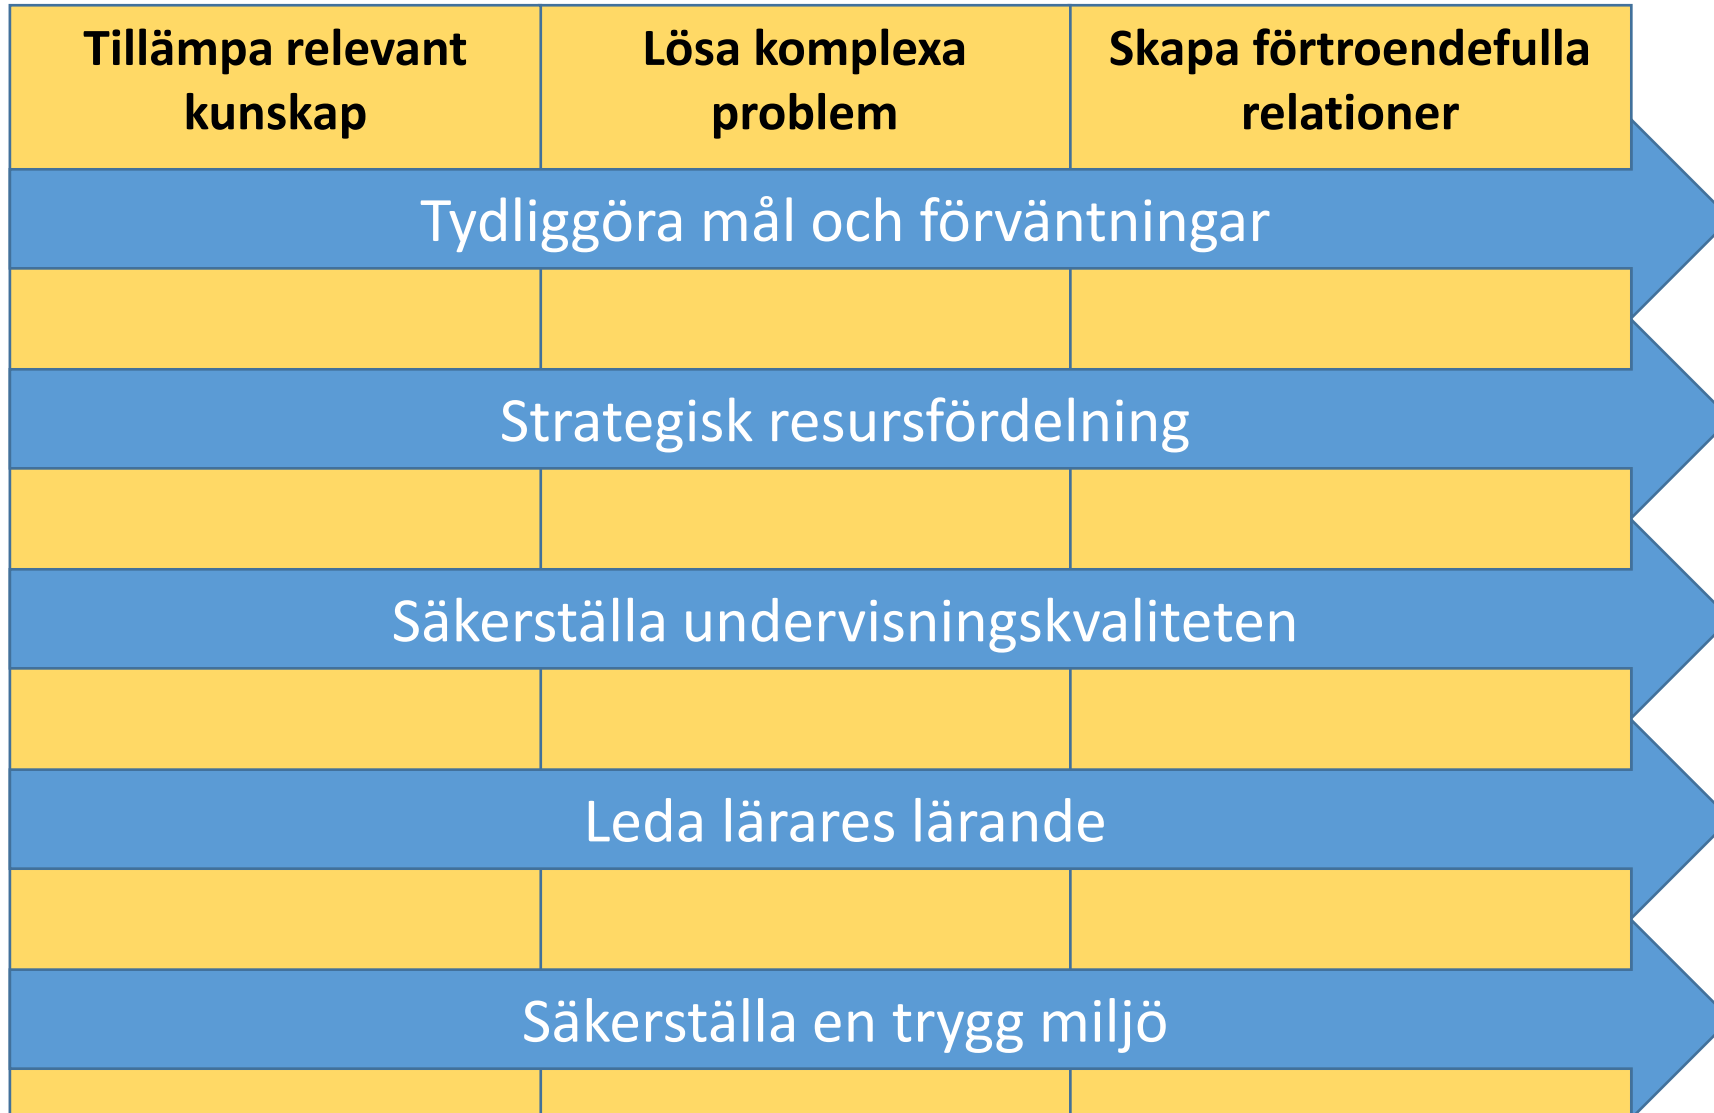 Tillämpa relevant
kunskap
Lösa komplexa
problem
Skapa förtroendefulla
relationer
Tydliggöra mål och förväntningar
Strategisk resursfördelning
Säkerställa undervisningskvaliteten
Leda lärares lärande
Säkerställa en trygg miljö